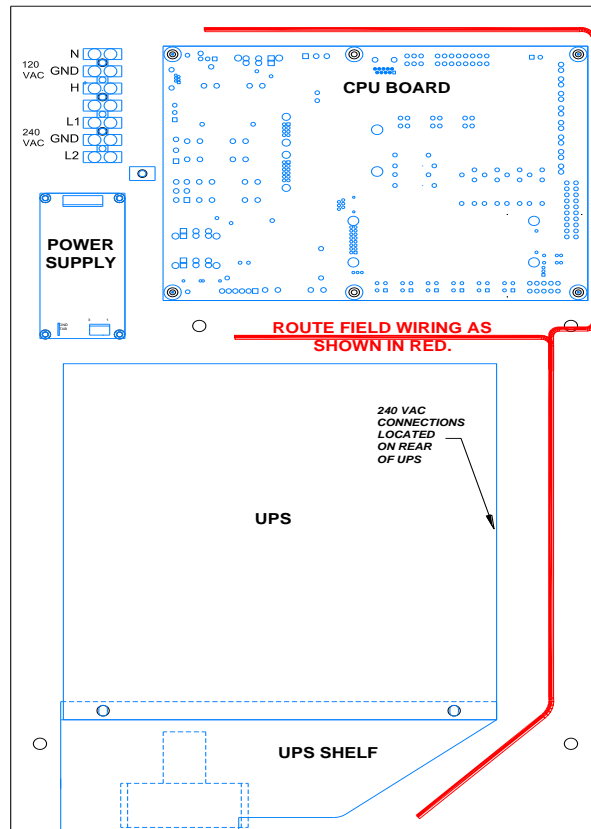 N
120
VAC
GND
H
L1
240
VAC
GND
L2
CPU BOARD
POWER
SUPPLY
ROUTE FIELD WIRING AS
SHOWN IN RED.
240 VAC
CONNECTIONS
LOCATED
ON REAR
OF UPS
UPS
UPS SHELF